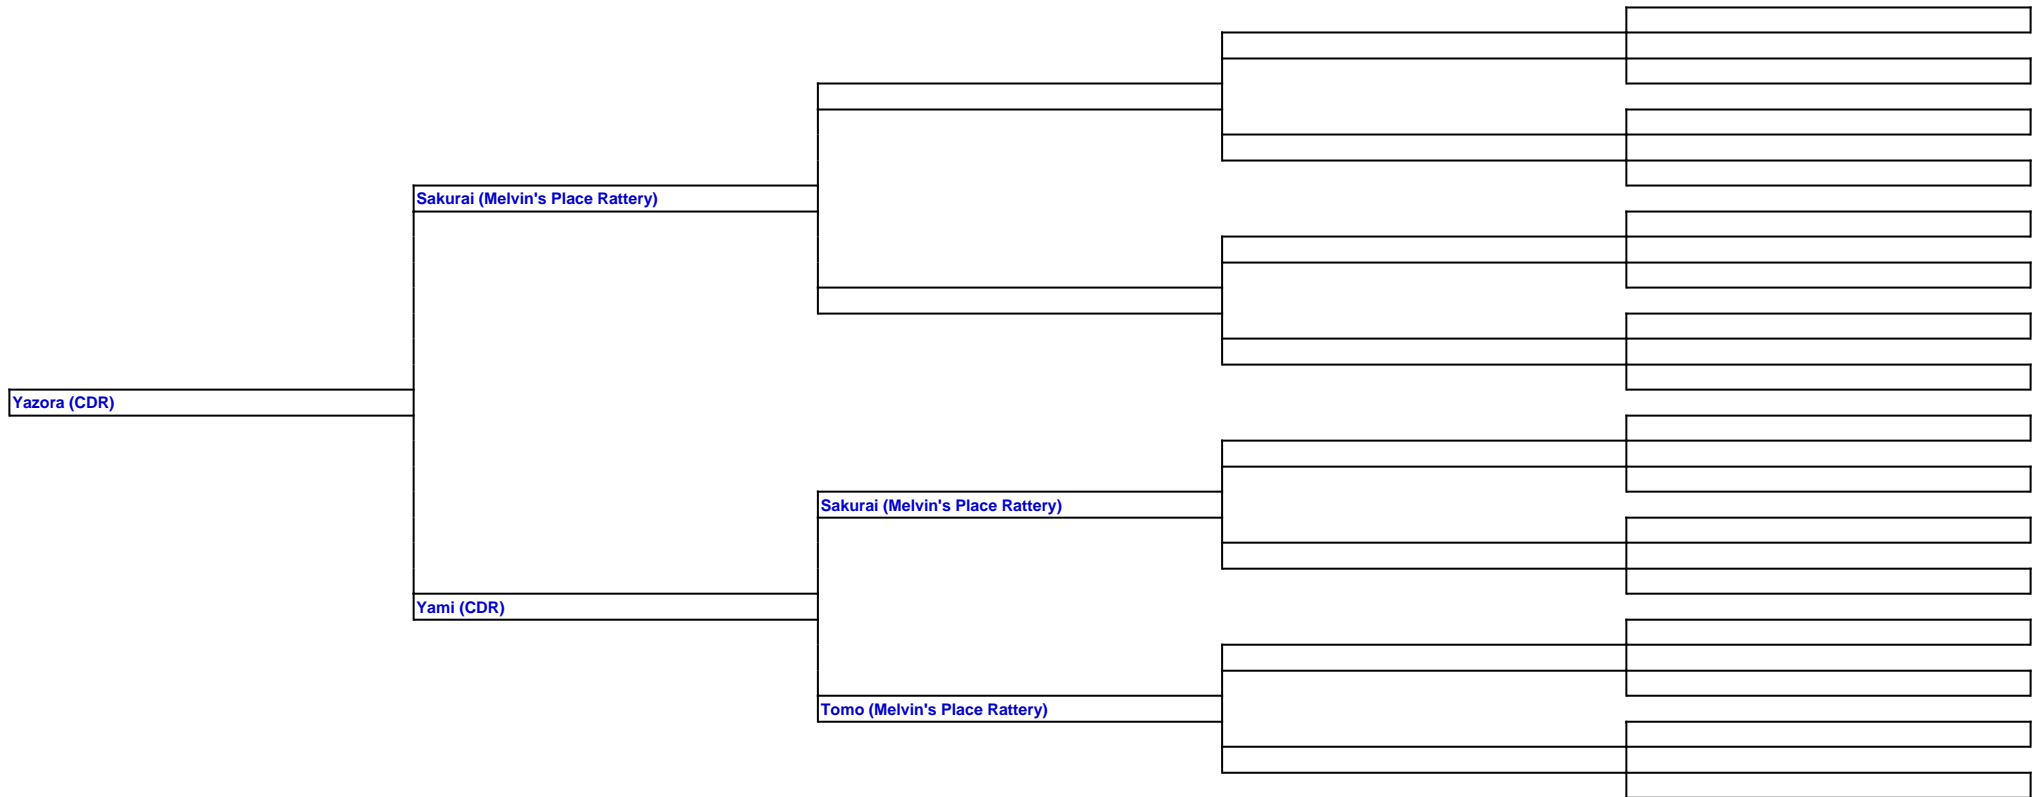 Sakurai (Melvin's Place Rattery)
Yazora (CDR)
Sakurai (Melvin's Place Rattery)
Yami (CDR)
Tomo (Melvin's Place Rattery)